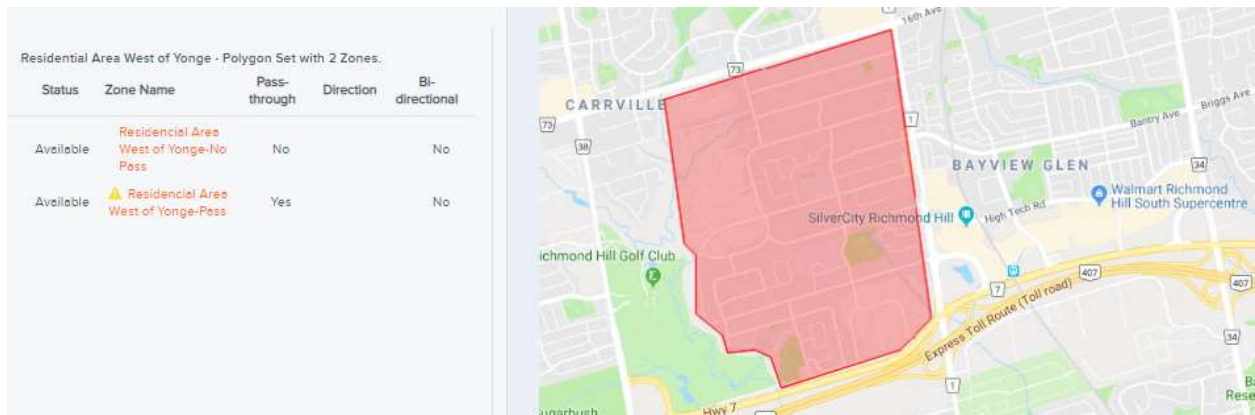 Residential Area West of Yonge - Polygon Set with 2 Zones.
Status Zone Name Pass-through Direction Bi-directional
Available Residencial Area West of Yonge-No Pass No No
Available Residencial Area West of Yonge-Pass Yes No
16th Ave
1
73
CARRVILLE
73
38
1
Bantry Ave
Briggs Ave
BAYVIEW GLEN
34
Walmart Richmond
Hill South Supercentre
SilverCity Richmond Hill
High Tech Rd
ichmond Hill Golf Club
407
407
7
Express Toll Route (Toll road)
34
1
Hwy 7
ugarbush
Ba
Rese